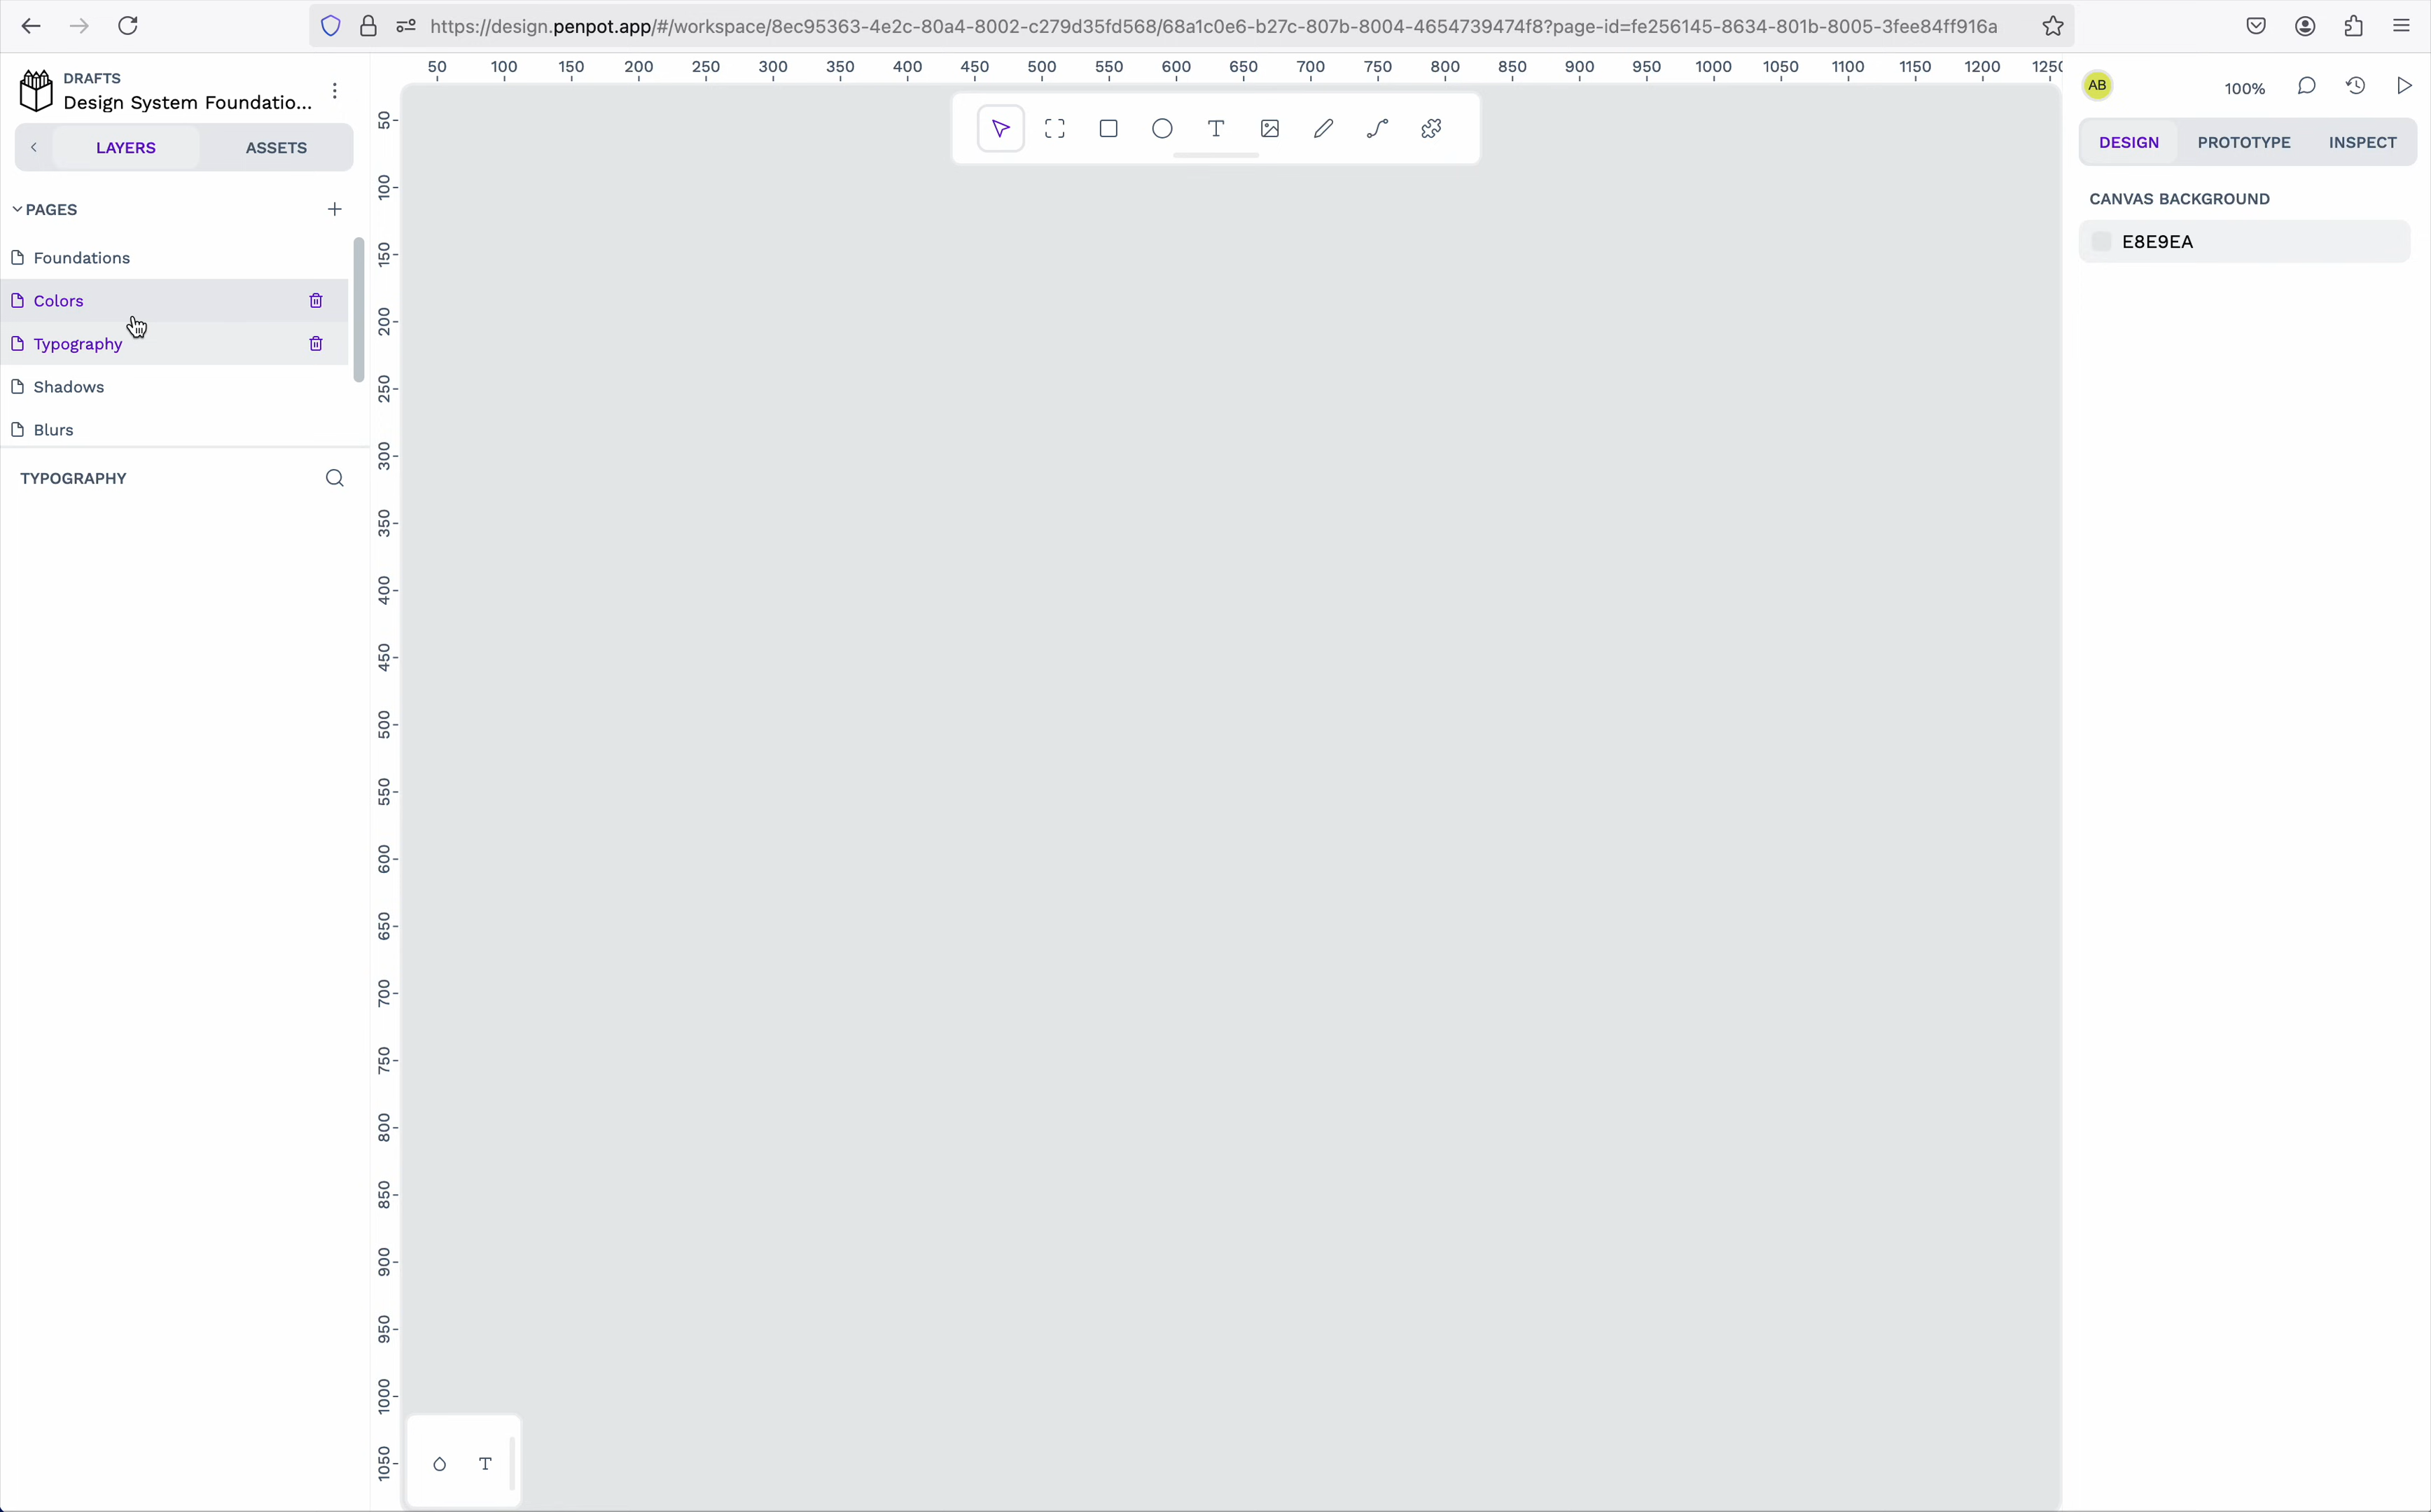 https://design.penpot.app/#/workspace/8ec95363-4e2c-80a4-8002-c279d35fd568/68a1c0e6-b27c-807b-8004-4654739474f8?page-id=fe256145-8634-801b-8005-3fee84ff916a
DRAFTS
Design System Foundatio...
LAYERS
ASSETS
PAGES
Foundations
Colors
Typography
Shadows
Blurs
TYPOGRAPHY
50 100 150 200 250 300 350 400 450 500 550 600 650 700 750 800 850 900 950 1000 1050 1100 1150 1200 1250
50
100
150
200
250
300
350
400
450
500
550
600
650
700
750
800
850
900
950
1000
1050
T
T
AB
100%
DESIGN
PROTOTYPE
INSPECT
CANVAS BACKGROUND
E8E9EA